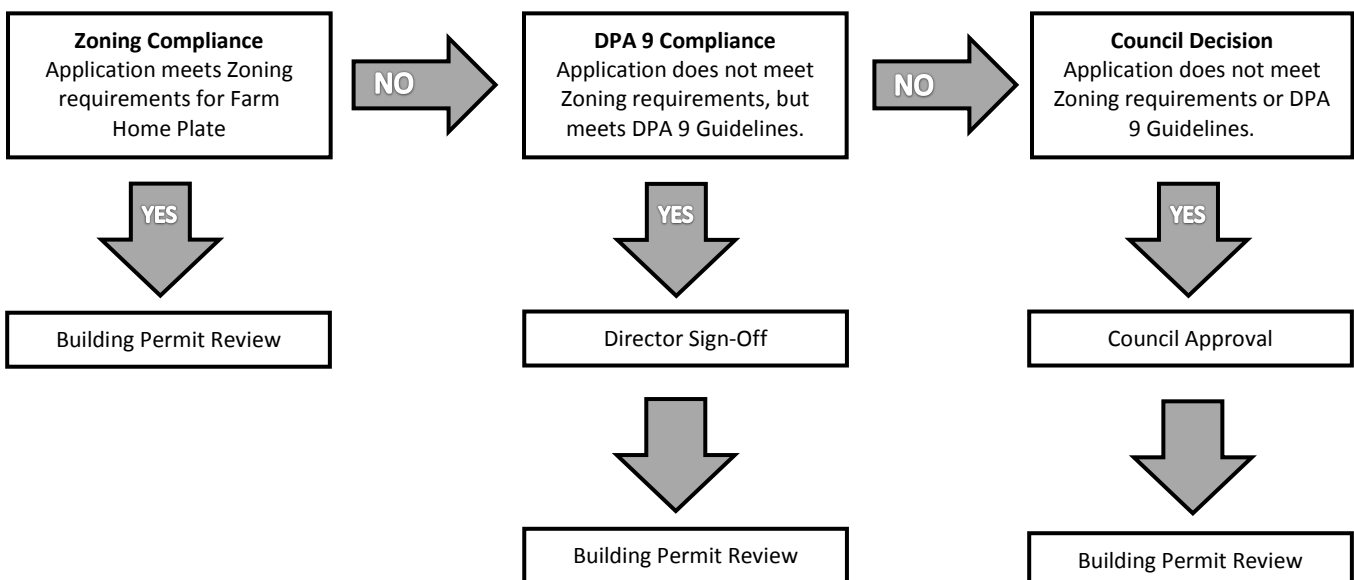 Zoning Compliance
Application meets Zoning
requirements for Farm
Home Plate
NO
DPA 9 Compliance
Application does not meet
Zoning requirements, but
meets DPA 9 Guidelines.
NO
Council Decision
Application does not meet
Zoning requirements or DPA
9 Guidelines.
YES
YES
YES
Building Permit Review
Director Sign-Off
Council Approval
Building Permit Review
Building Permit Review